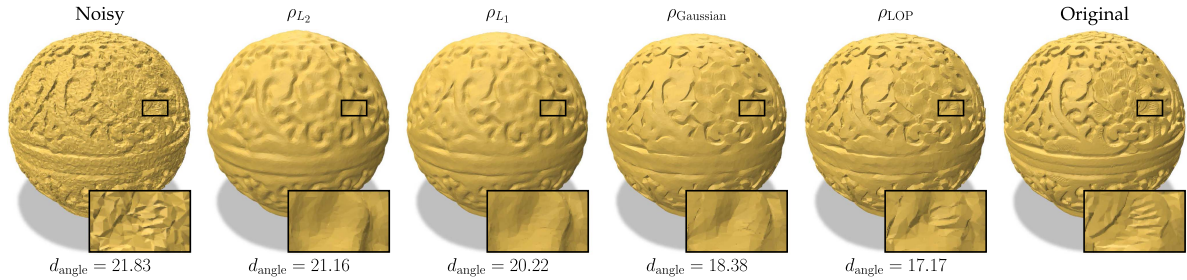 Noisy ρ_{L_2} ρ_{L_1} ρ_{Gaussian} ρ_{LOP} Original
d_{angle} = 21.83 d_{angle} = 21.16 d_{angle} = 20.22 d_{angle} = 18.38 d_{angle} = 17.17